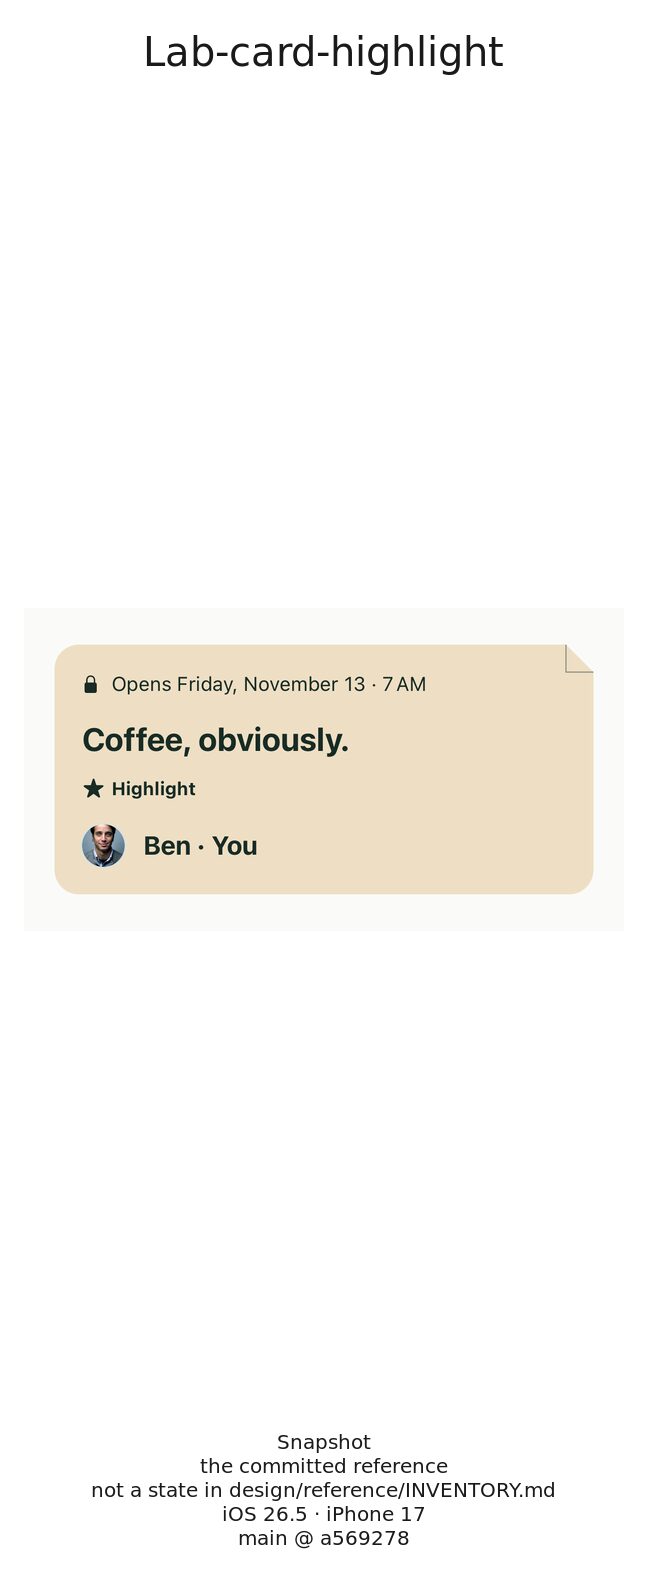 Lab-card-highlight
Opens Friday, November 13 · 7 AM
Coffee, obviously.
Highlight
Ben · You
Snapshot
the committed reference
not a state in design/reference/INVENTORY.md
iOS 26.5 · iPhone 17
main @ a569278